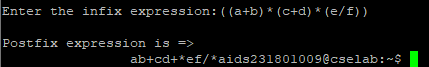 Enter the infix expression:((a+b)*(c+d)*(e/f))
Postfix expression is =>
ab+cd+*ef/*aids231801009@cselab:~$